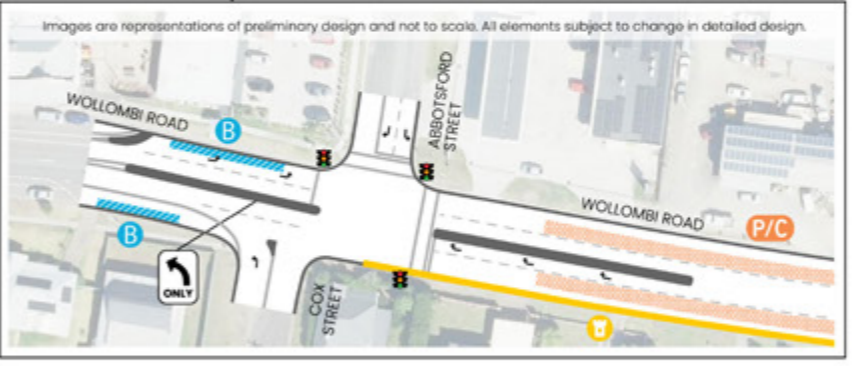 Images are representations of preliminary design and not to scale. All elements subject to change in detailed design.
WOLLOMBI ROAD
B
ABBOTSFORD
STREET
WOLLOMBI ROAD
P/C
B
ONLY
COX
STREET